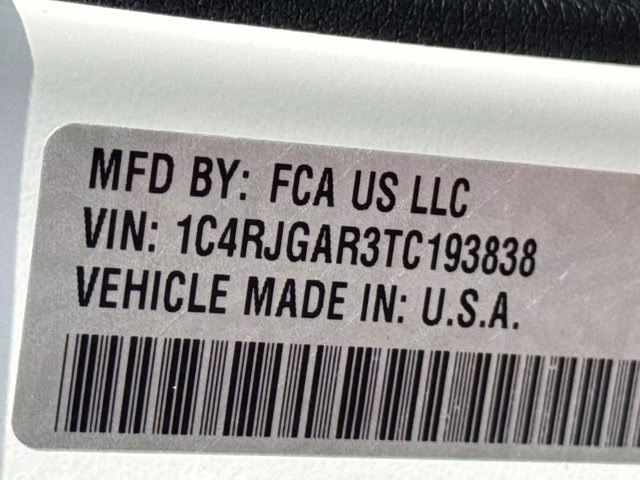 MFD BY: FCA US LLC
VIN: 1C4RJGAR3TC193838
VEHICLE MADE IN: U.S.A.